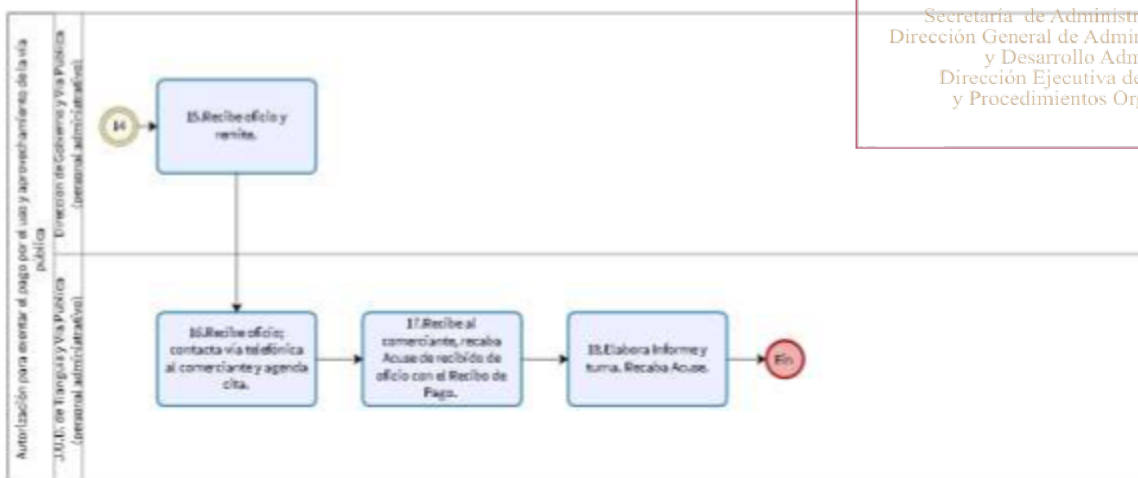 Secretaría de Administr
Dirección General de Admin
y Desarrollo Adm
Dirección Ejecutiva de
y Procedimientos Org
Autorización para exentar el pago por el uso y aprovechamiento de la vía
pública
Dirección de Gobierno y Vía Pública
(personal administrativo)
14
15.Recibe oficio y
remite.
J.U.D. de Tianguis y Vía Pública
(personal administrativo)
16.Recibe oficio;
contacta vía telefónica
al comerciante y agenda
cita.
17.Recibe al
comerciante, recaba
Acuse de recibido de
oficio con el Recibo de
Pago.
18.Elabora Informe y
turna. Recaba Acuse.
Fin